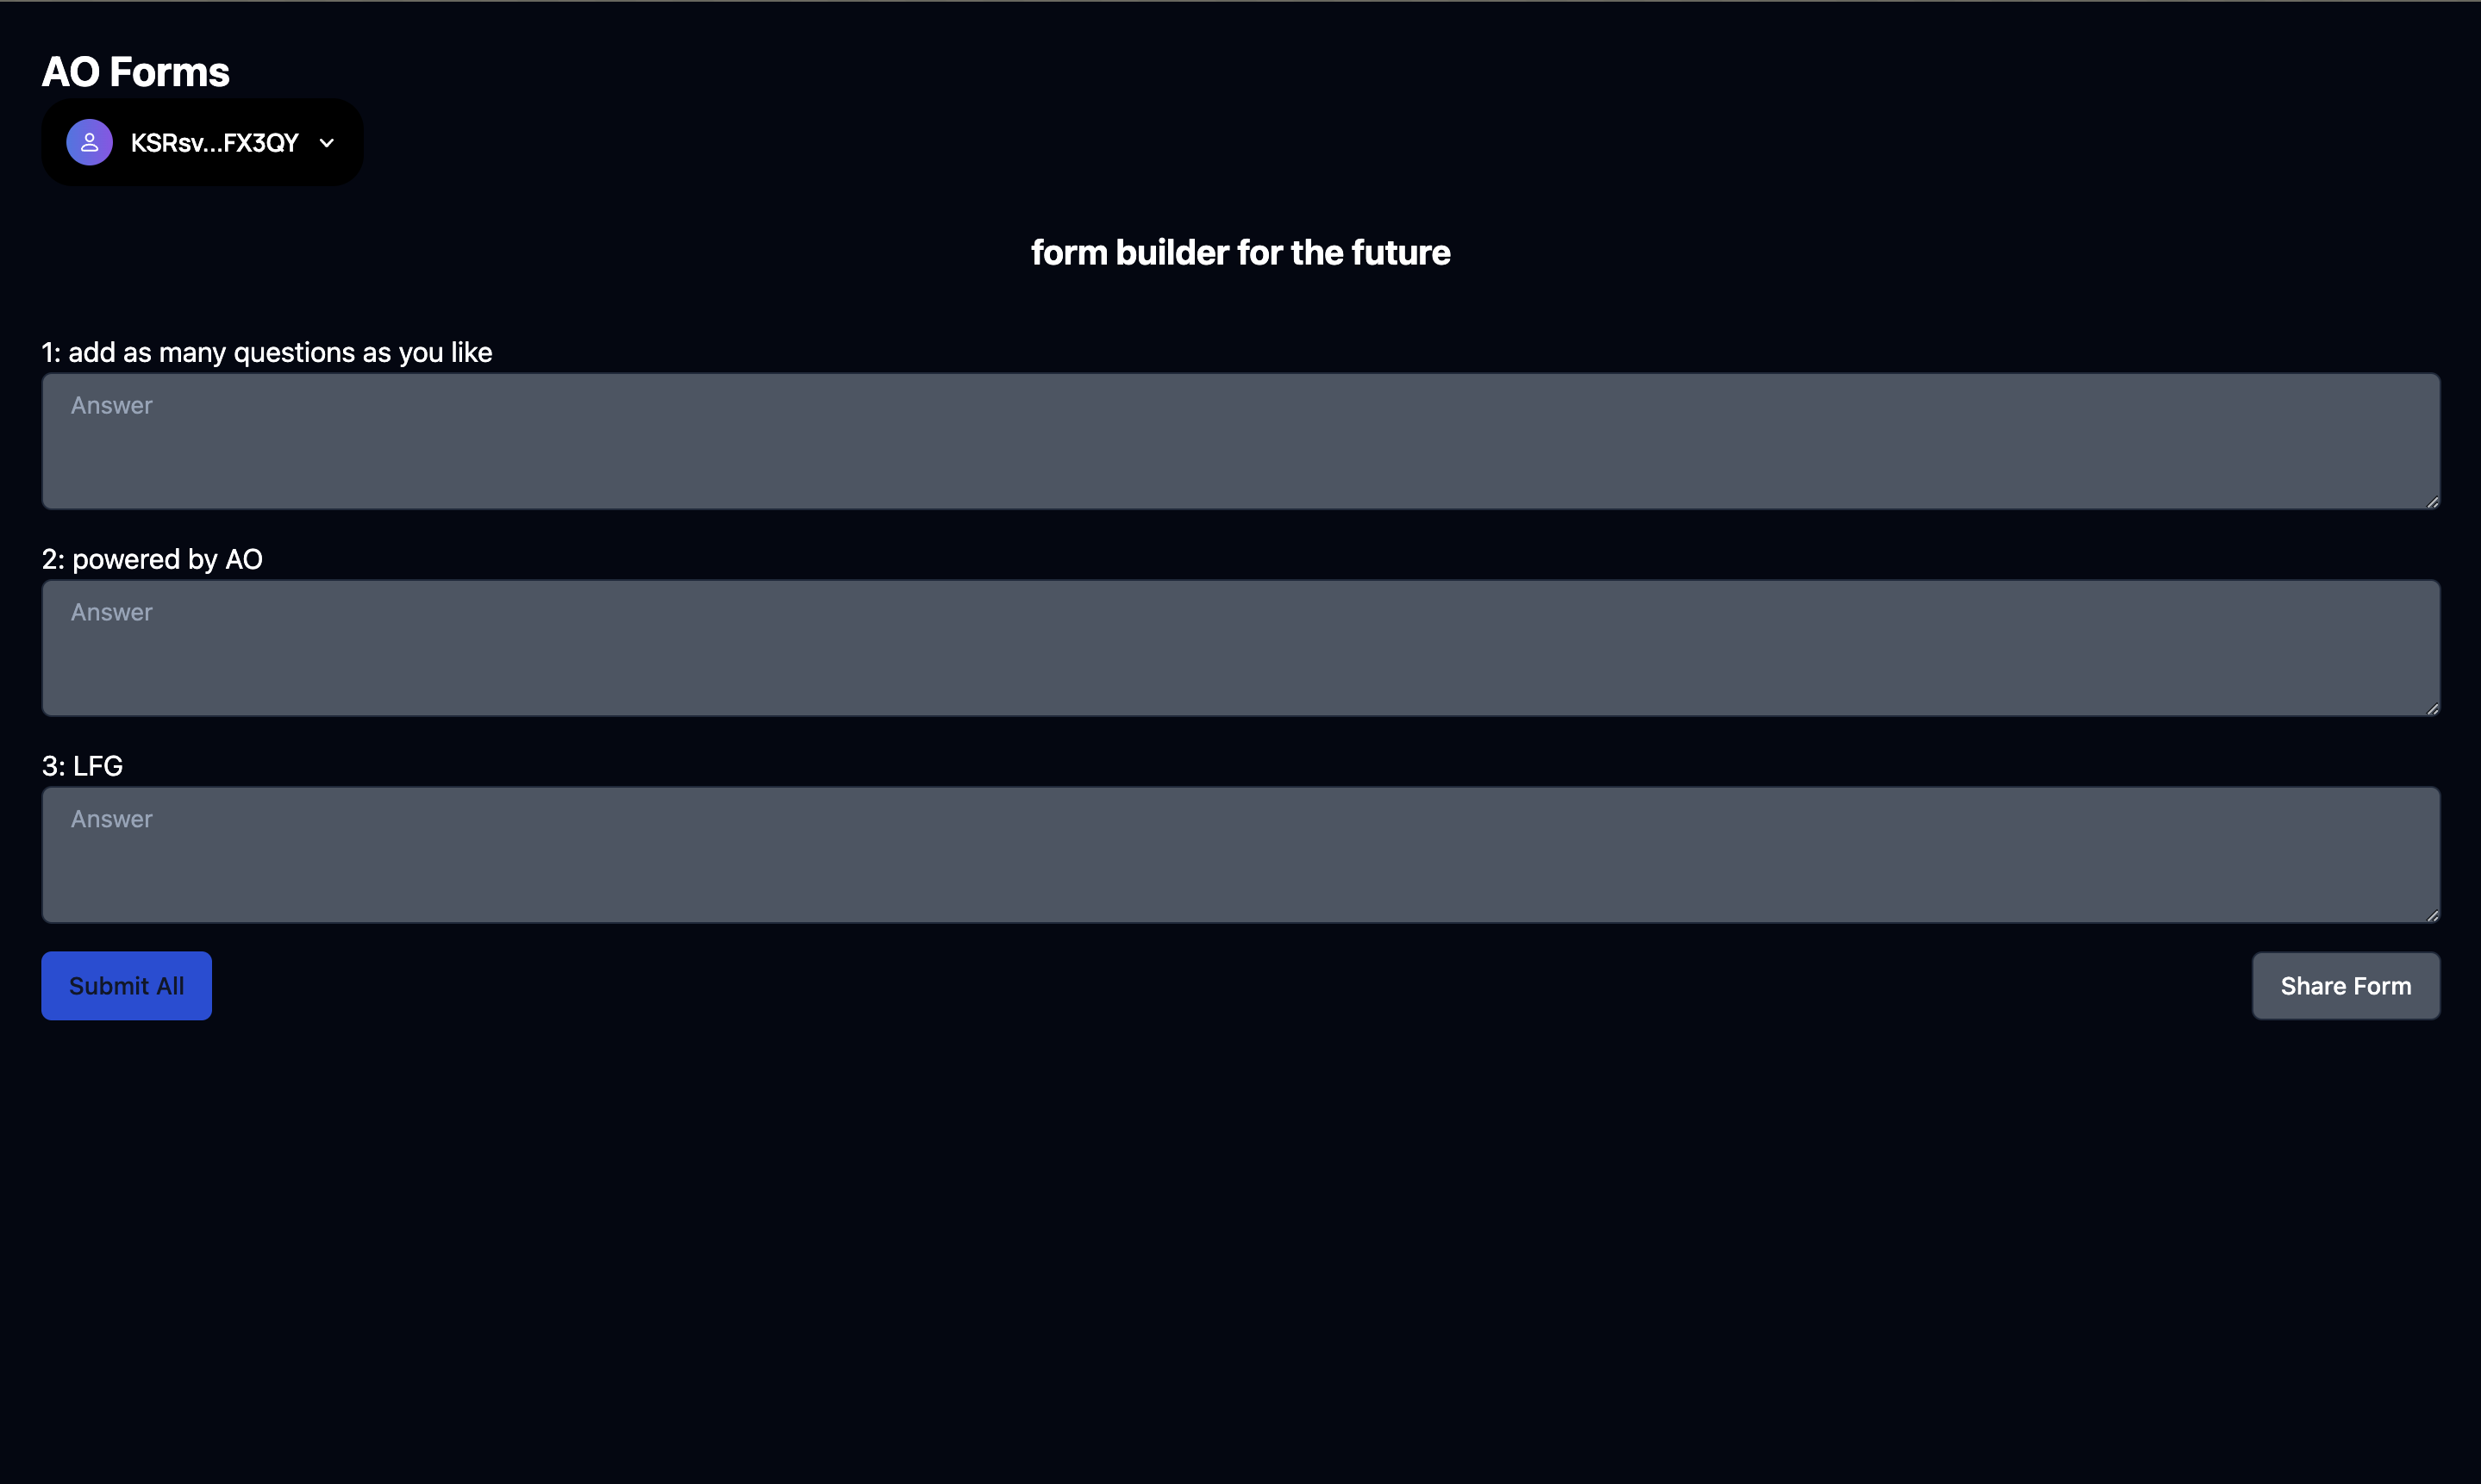 AO Forms
KSRsv...FX3QY
form builder for the future
1: add as many questions as you like
Answer
2: powered by AO
Answer
3: LFG
Answer
Submit All
Share Form